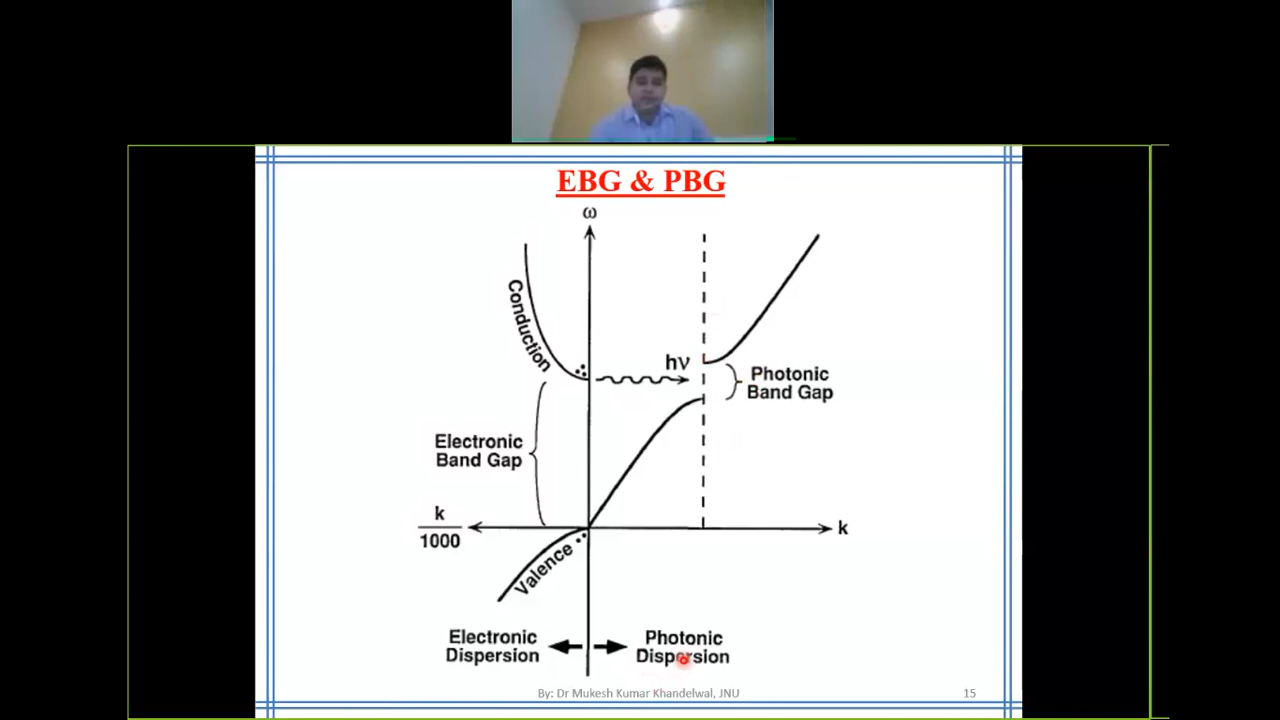 EBG & PBG
ω
Conduction
hν
Photonic
Band Gap
Electronic
Band Gap
k
1000
k
Valence
Electronic
Dispersion
Photonic
Dispersion
By: Dr Mukesh Kumar Khandelwal, JNU
15